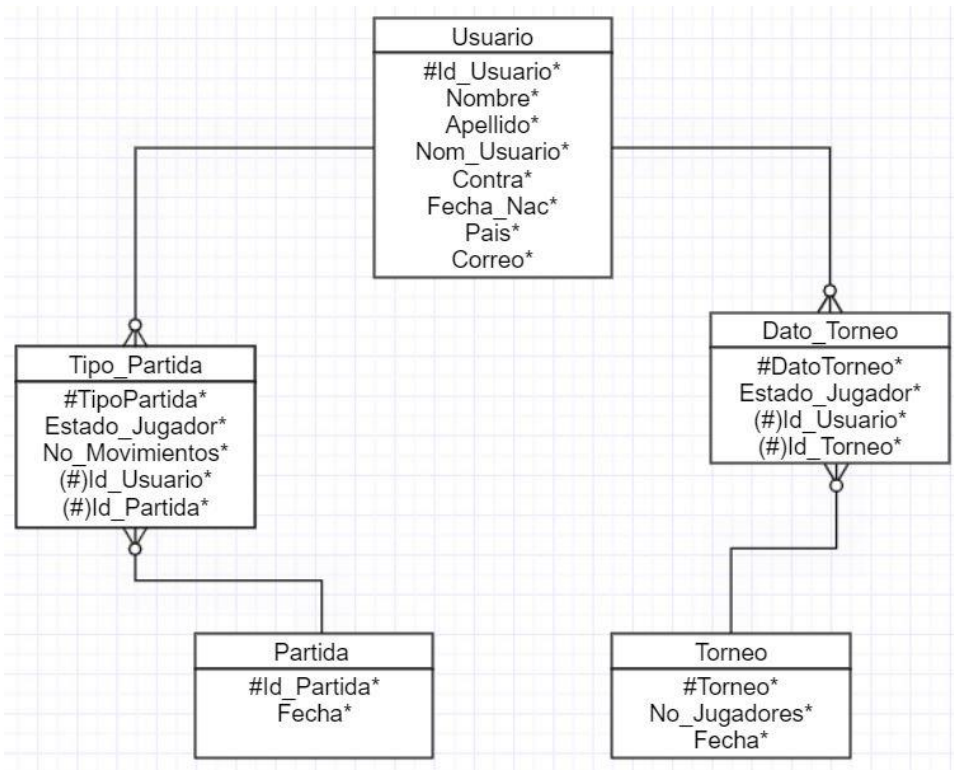 Usuario
#Id_Usuario*
Nombre*
Apellido*
Nom_Usuario*
Contra*
Fecha_Nac*
Pais*
Correo*
Tipo_Partida
#TipoPartida*
Estado_Jugador*
No_Movimientos*
(#)Id_Usuario*
(#)Id_Partida*
Dato_Torneo
#DatoTorneo*
Estado_Jugador*
(#)Id_Usuario*
(#)Id_Torneo*
Partida
#Id_Partida*
Fecha*
Torneo
#Torneo*
No_Jugadores*
Fecha*